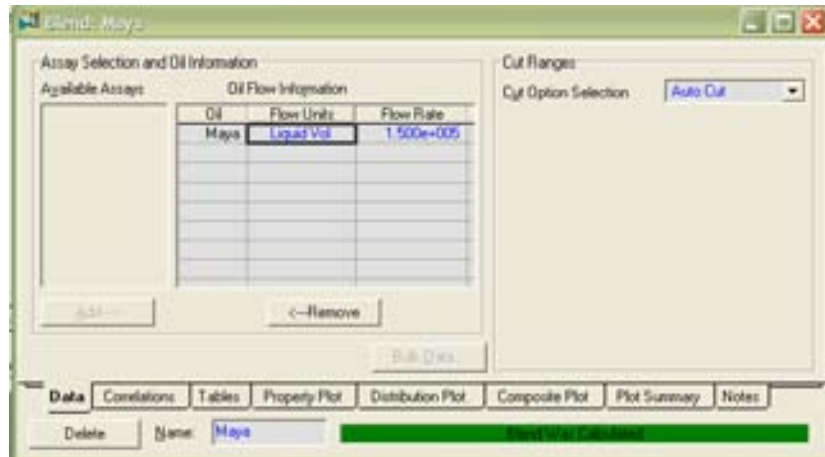 Blend: Maya
Assay Selection and Oil Information
Available Assays
Oil Flow Information
Oil Flow Units Flow Rate
Maya Liquid Vol 1.500e+005
Add-->
<--Remove
Bulk Data...
Cut Ranges
Cut Option Selection Auto Cut
Data Correlations Tables Property Plot Distribution Plot Composite Plot Plot Summary Notes
Delete Name: Maya Blend Was Calculated